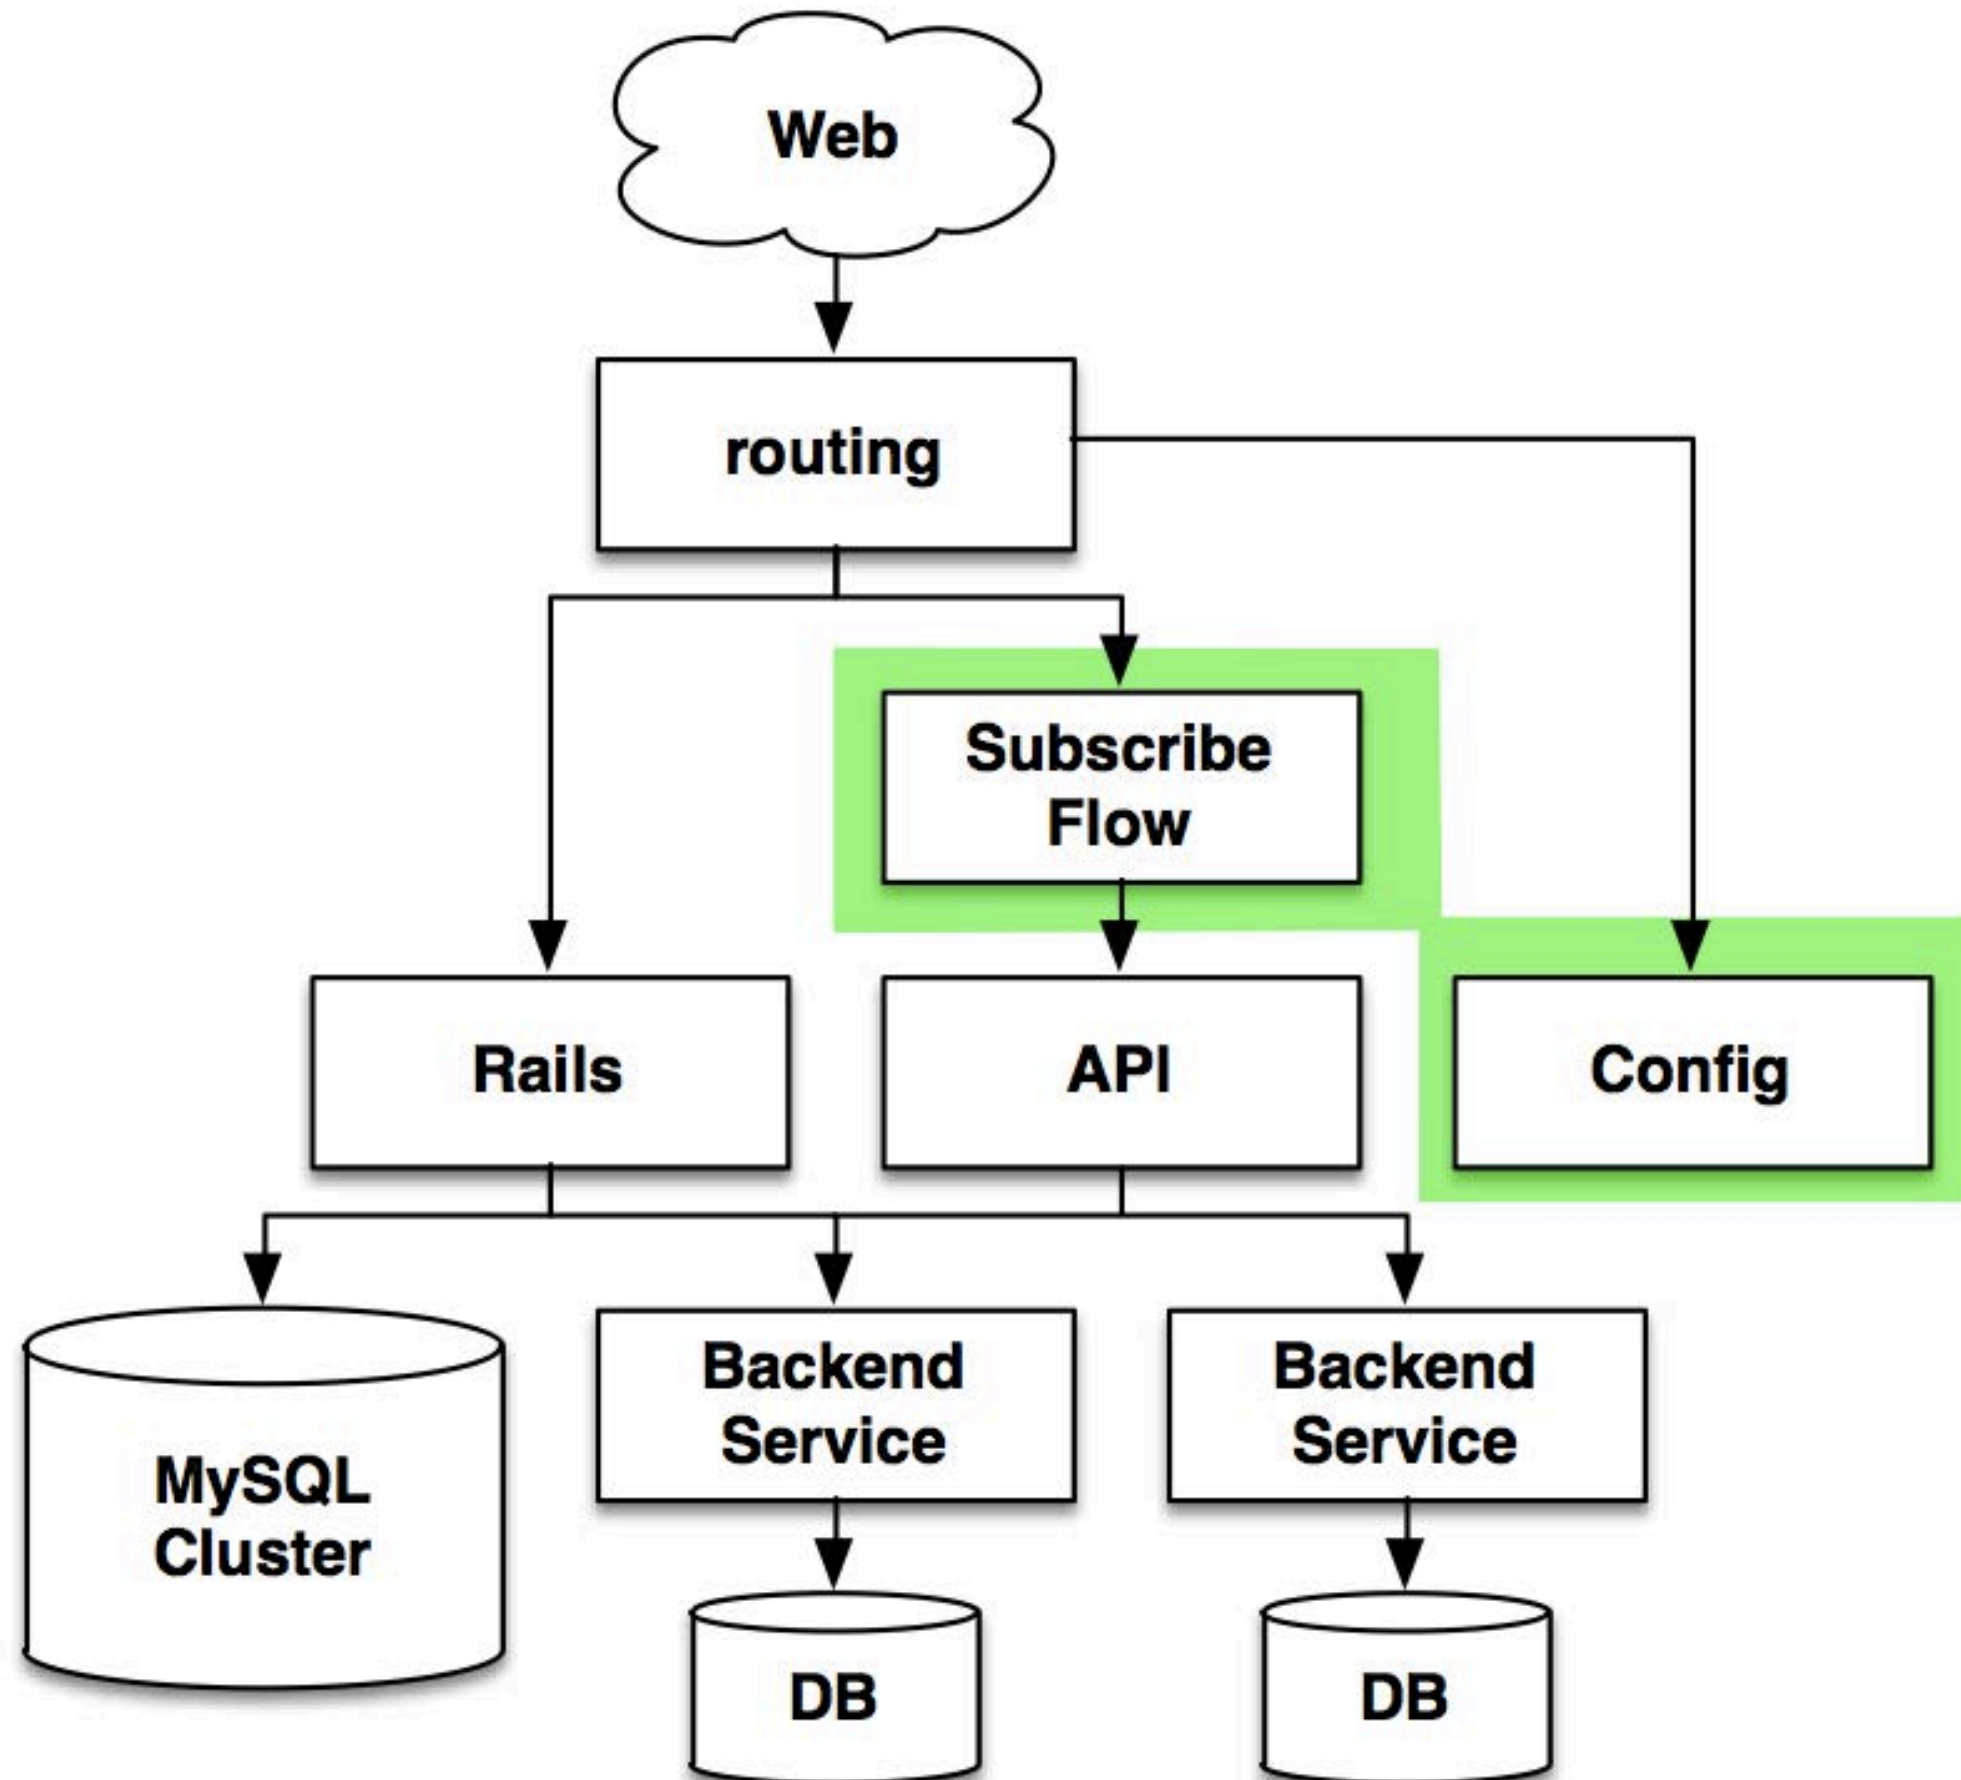 Web
routing
Subscribe
Flow
Rails
API
Config
MySQL
Cluster
Backend
Service
Backend
Service
DB
DB